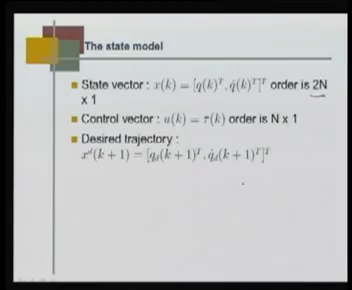 The state model
State vector : x(k) = [q(k)^T, q̇(k)^T]^T order is 2N
x 1
Control vector : u(k) = τ(k) order is N x 1
Desired trajectory :
x^d(k + 1) = [q_d(k + 1)^T, q̇_d(k + 1)^T]^T